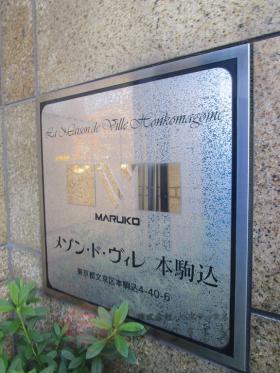 La Maison de Ville Honkomagome
MARUKO
メゾン・ド・ヴィレ 本駒込
東京都文京区本駒込4-40-6